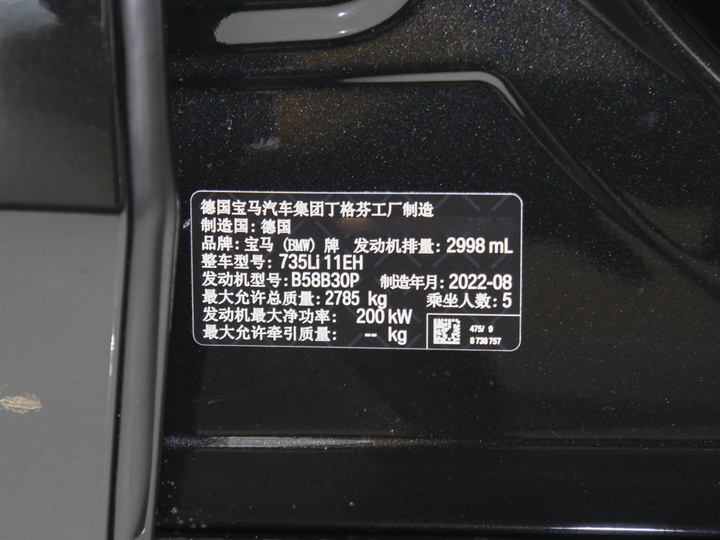 德国宝马汽车集团丁格芬工厂制造
制造国: 德国
品牌: 宝马 (BMW) 牌 发动机排量: 2998 mL
整车型号: 735Li 11EH
发动机型号: B58B30P 制造年月: 2022-08
最大允许总质量: 2785 kg 乘坐人数: 5
发动机最大净功率: 200 kW
最大允许牵引质量: -- kg
475/ 9
8 738 757